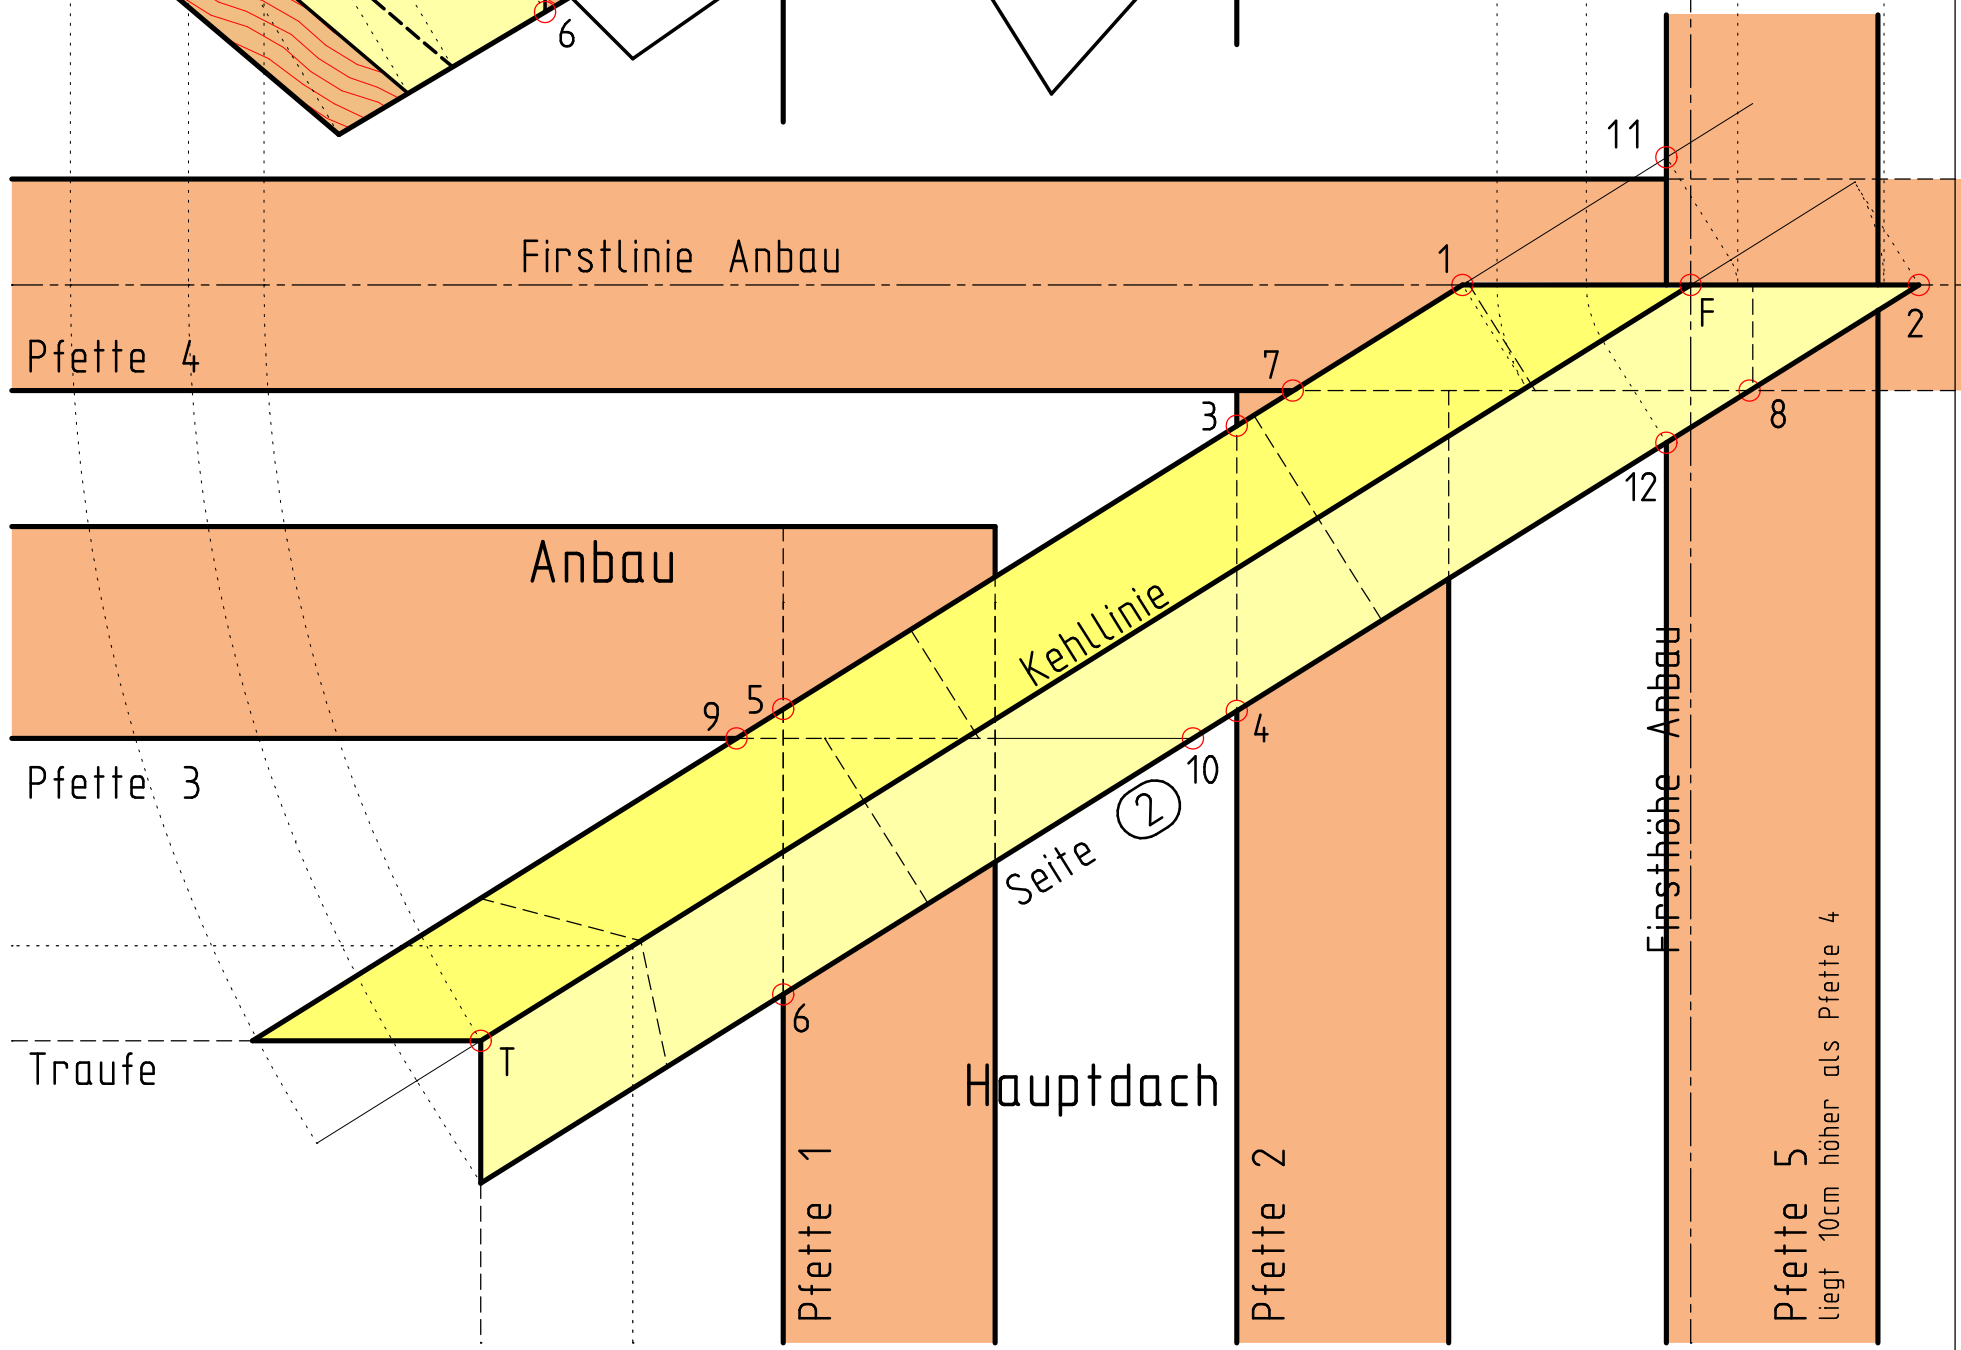 6
11
Firstlinie Anbau
1
F
2
Pfette 4
7
3
8
12
Anbau
Kehllinie
5
9
4
10
Pfette 3
Seite 2
Firsthöhe Anbau
6
T
Traufe
Hauptdach
Pfette 1
Pfette 2
Pfette 5
liegt 10cm höher als Pfette 4